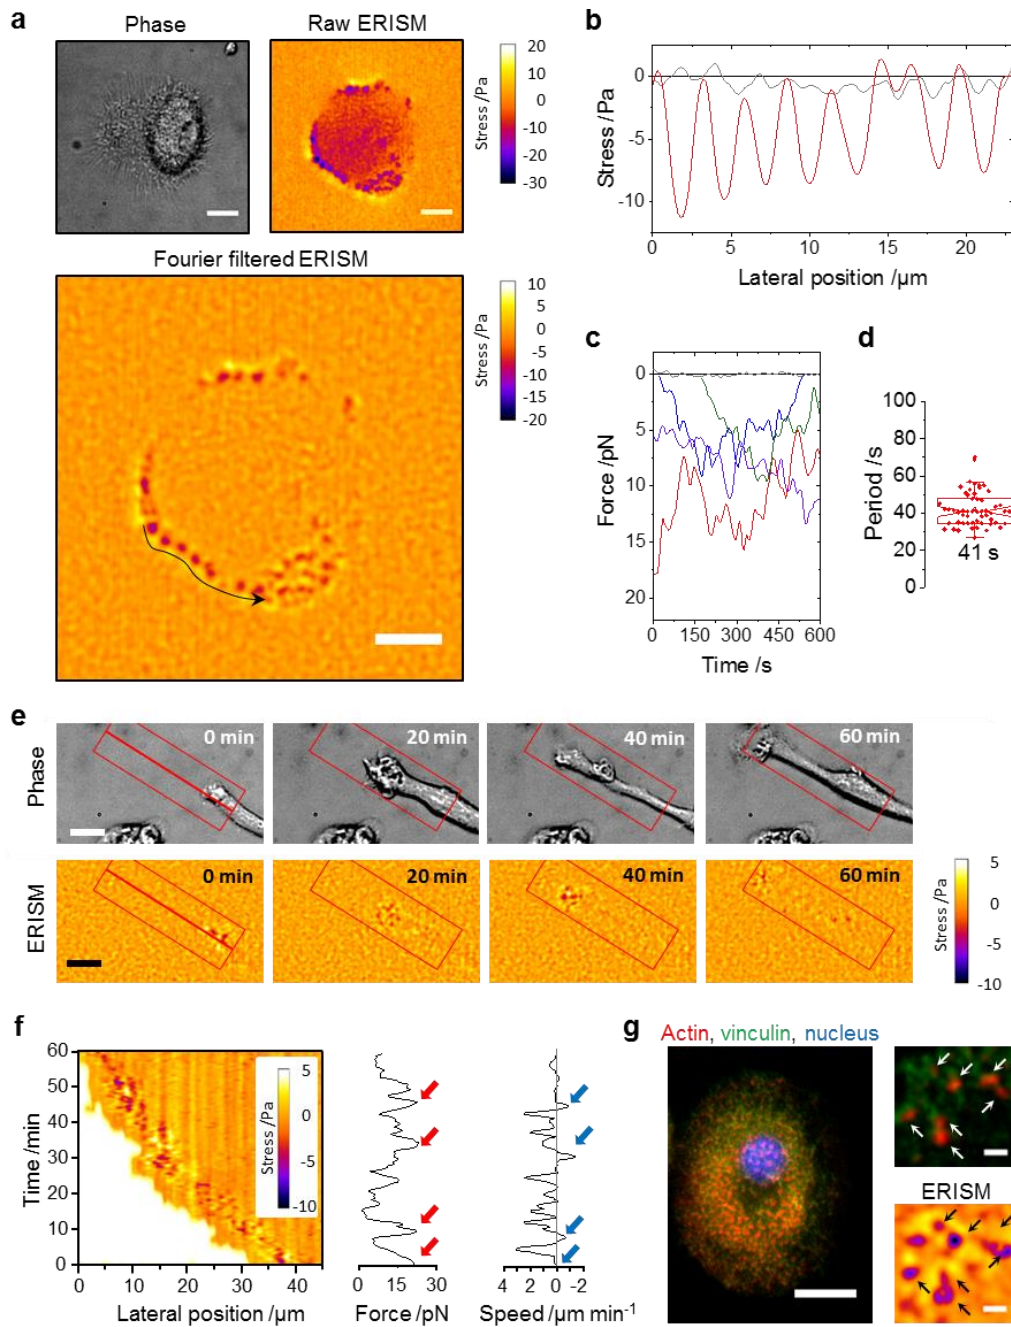 a
Phase
Raw ERISM
20
10
0
-10
-20
-30
Stress /Pa
Fourier filtered ERISM
10
5
0
-5
-10
-15
-20
Stress /Pa
b
0
-5
-10
Stress /Pa
0 5 10 15 20
Lateral position /µm
c
0
5
10
15
20
Force /pN
0 150 300 450 600
Time /s
d
100
80
60
40
20
0
Period /s
41 s
e
Phase
0 min
20 min
40 min
60 min
ERISM
0 min
20 min
40 min
60 min
5
0
-5
-10
Stress /Pa
f
60
50
40
30
20
10
0
Time /min
0 10 20 30 40
Lateral position /µm
5
0
-5
-10
Stress /Pa
0 15 30
Force /pN
4 2 0 -2
Speed /µm min-1
g
Actin, vinculin, nucleus
ERISM